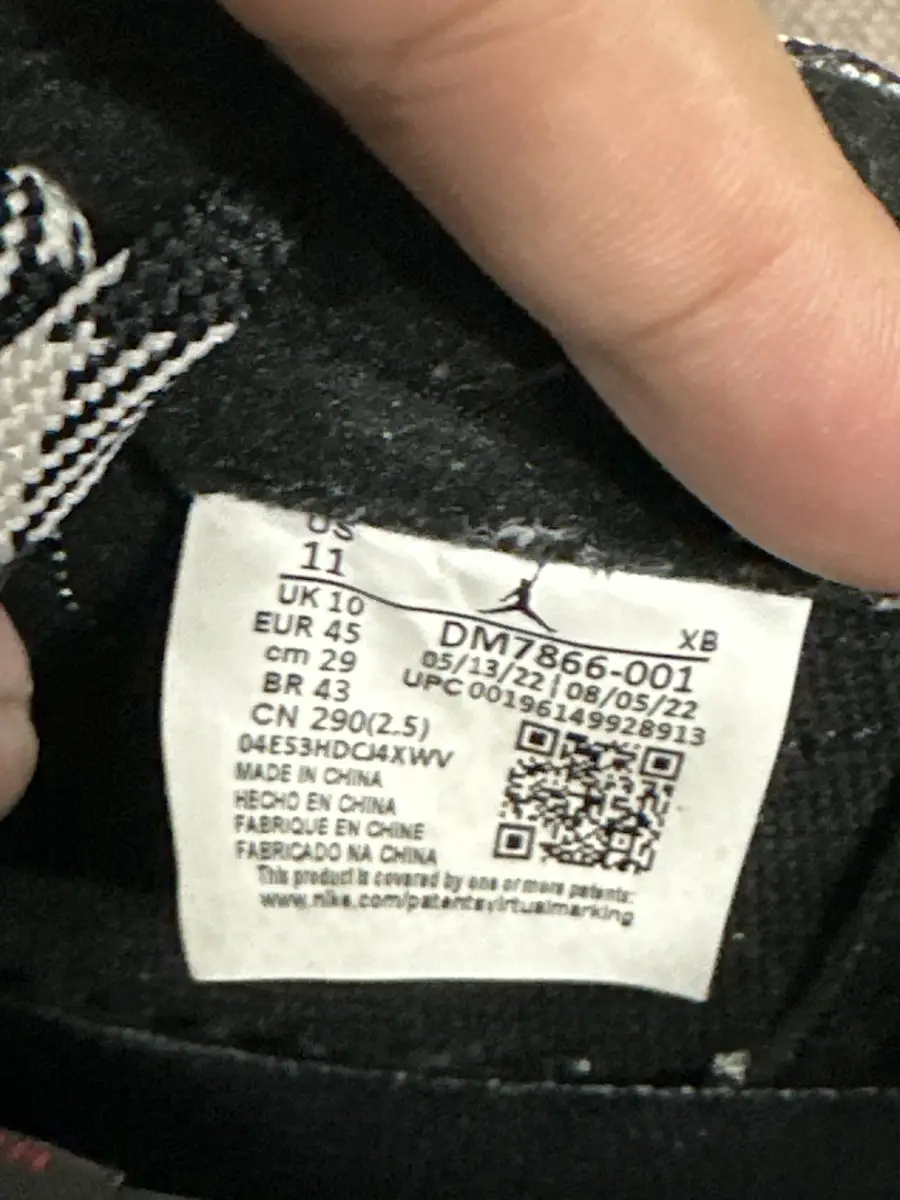 US
11
UK 10
EUR 45
cm 29
BR 43
CN 290(2.5)
04E53HDCJ4XWV
MADE IN CHINA
HECHO EN CHINA
FABRIQUE EN CHINE
FABRICADO NA CHINA
XB
DM7866-001
05/13/22 | 08/05/22
UPC 00196149928913
This product is covered by one or more patents:
www.nike.com/patentsvirtualmarking